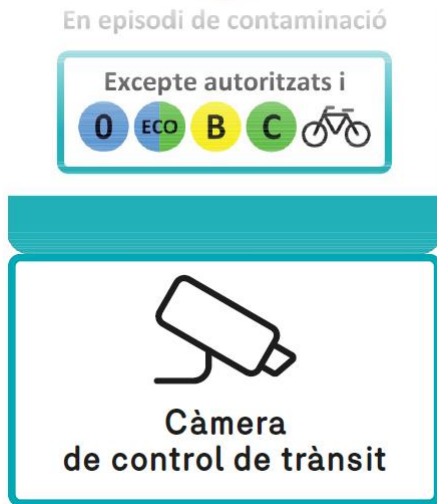 En episodi de contaminació
Excepte autoritzats i
0 ECO B C
Càmera
de control de trànsit